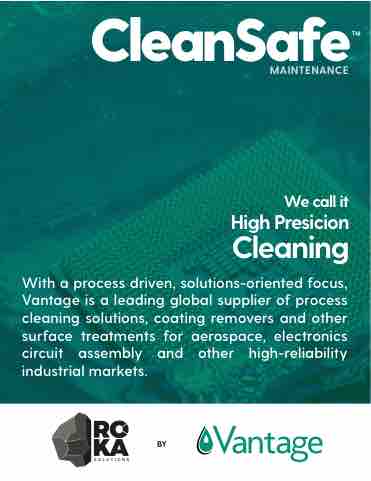 CleanSafe™
MAINTENANCE
We call it
High Presicion
Cleaning
With a process driven, solutions-oriented focus,
Vantage is a leading global supplier of process
cleaning solutions, coating removers and other
surface treatments for aerospace, electronics
circuit assembly and other high-reliability
industrial markets.
ROKA
SOLUTIONS
BY
Vantage